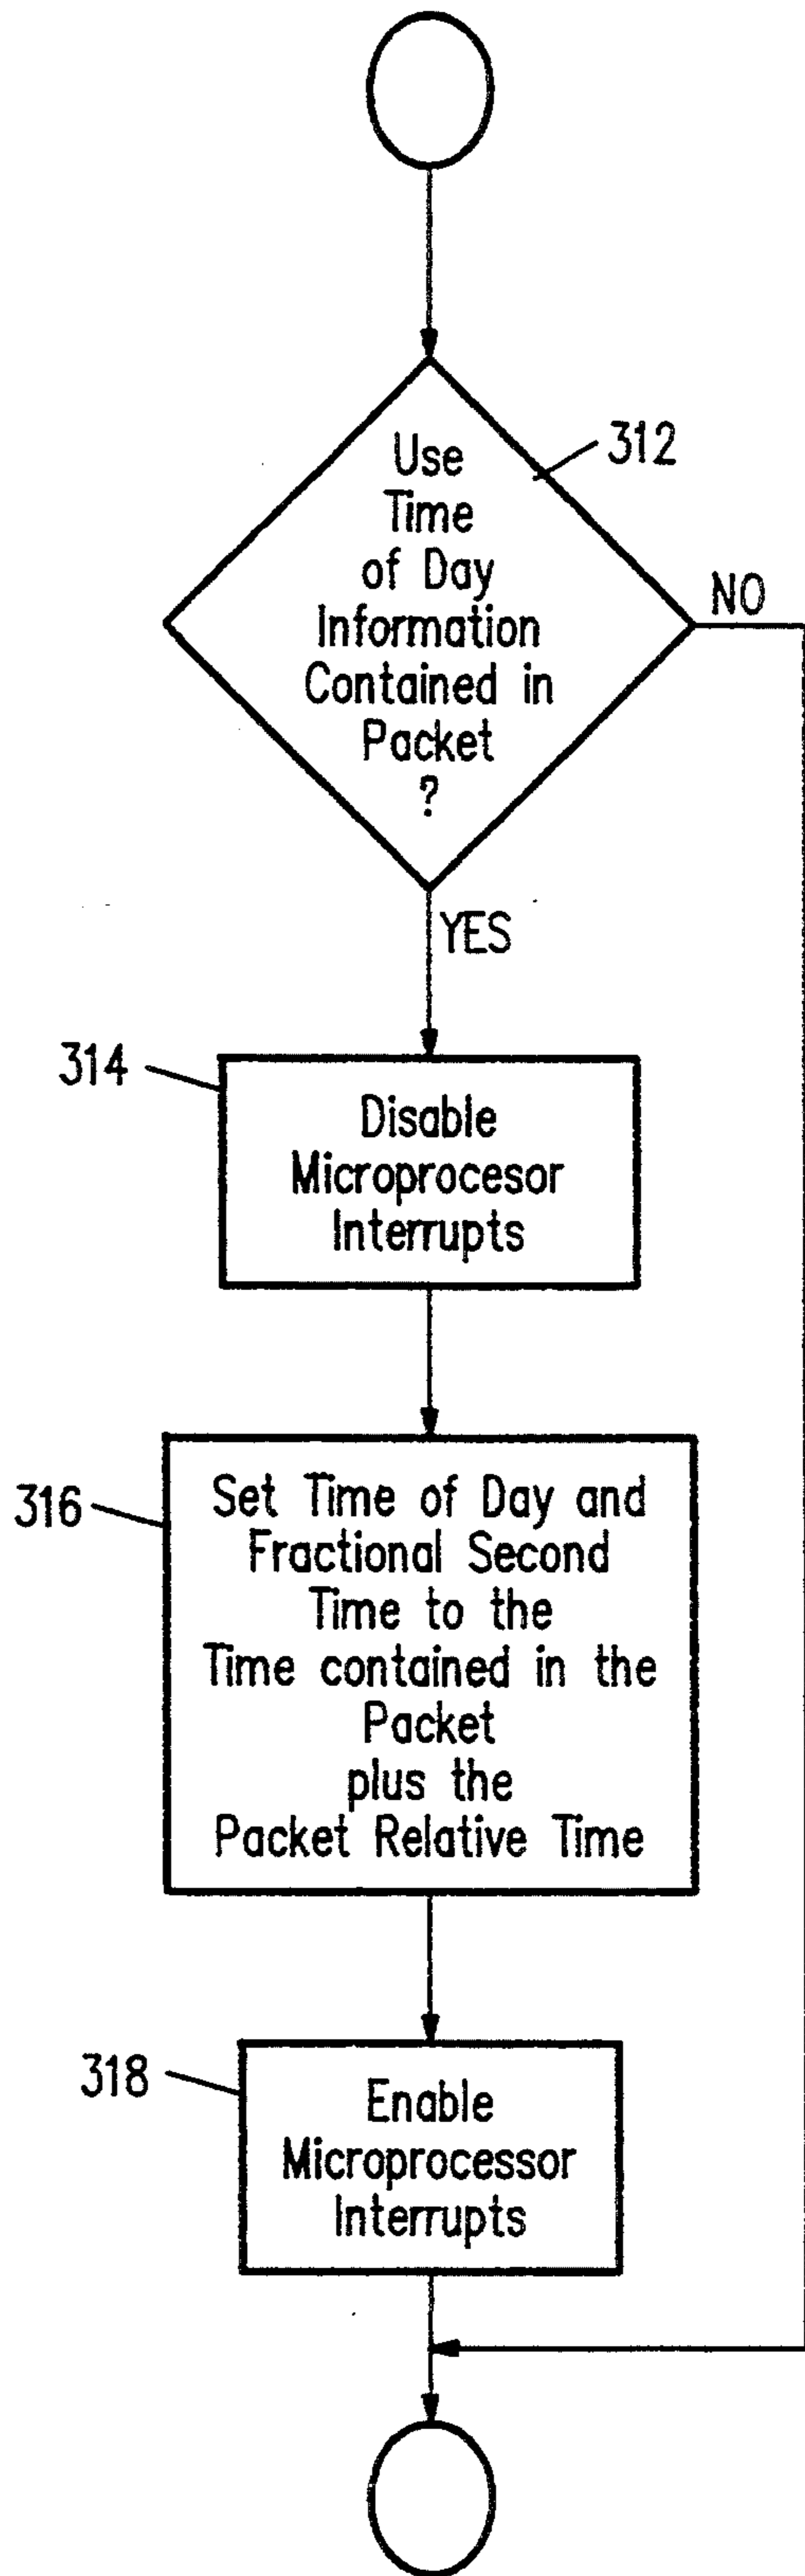 Use
312
Time
of Day
Information
NO
Contained in
Packet
?
YES
314
Disable
Microprocesor
Interrupts
316
Set Time of Day and
Fractional Second
Time to the
Time contained in the
Packet
plus the
Packet Relative Time
318
Enable
Microprocessor
Interrupts